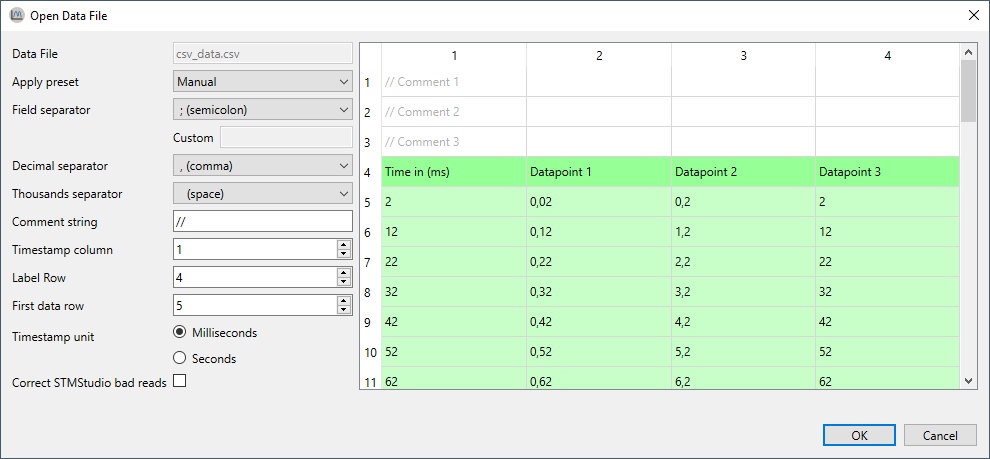 Open Data File
Data File csv_data.csv
Apply preset Manual
Field separator ; (semicolon)
Custom
Decimal separator , (comma)
Thousands separator (space)
Comment string //
Timestamp column 1
Label Row 4
First data row 5
Timestamp unit Milliseconds
Seconds
Correct STMStudio bad reads
1 2 3 4
1 // Comment 1
2 // Comment 2
3 // Comment 3
4 Time in (ms) Datapoint 1 Datapoint 2 Datapoint 3
5 2 0,02 0,2 2
6 12 0,12 1,2 12
7 22 0,22 2,2 22
8 32 0,32 3,2 32
9 42 0,42 4,2 42
10 52 0,52 5,2 52
11 62 0,62 6,2 62
OK Cancel